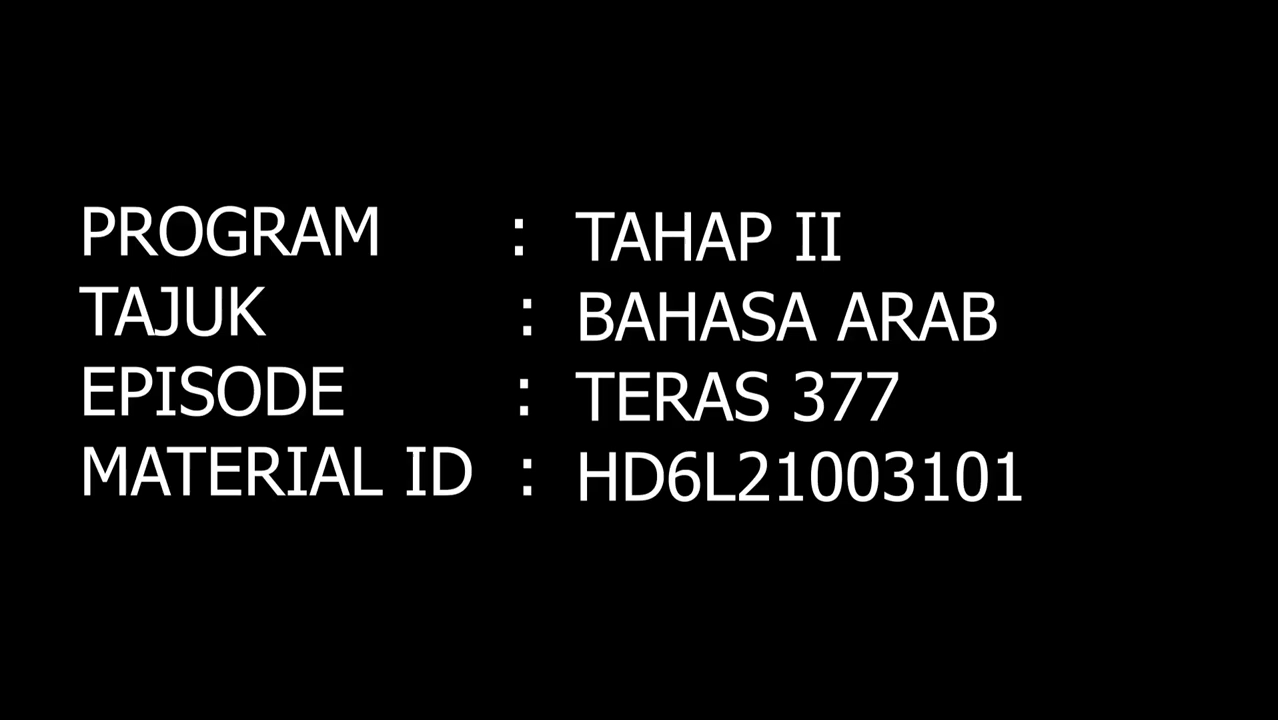 PROGRAM : TAHAP II
TAJUK : BAHASA ARAB
EPISODE : TERAS 377
MATERIAL ID : HD6L21003101